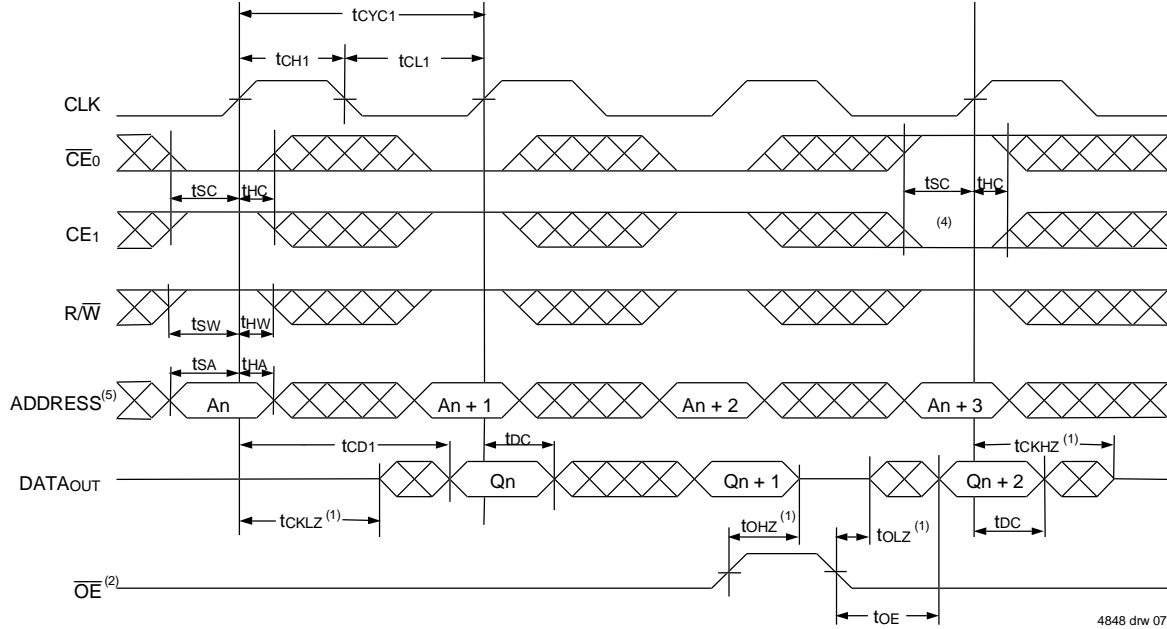 tCYC1
tCH1 tCL1
CLK
CE0
tSC tHC tSC tHC
CE1 (4)
R/W
tSW tHW
tSA tHA
ADDRESS(5) An An + 1 An + 2 An + 3
tCD1 tDC tCKHZ (1)
DATAOUT Qn Qn + 1 Qn + 2
tCKLZ (1) tOHZ (1) tOLZ (1) tDC
OE (2)
tOE
4848 drw 07